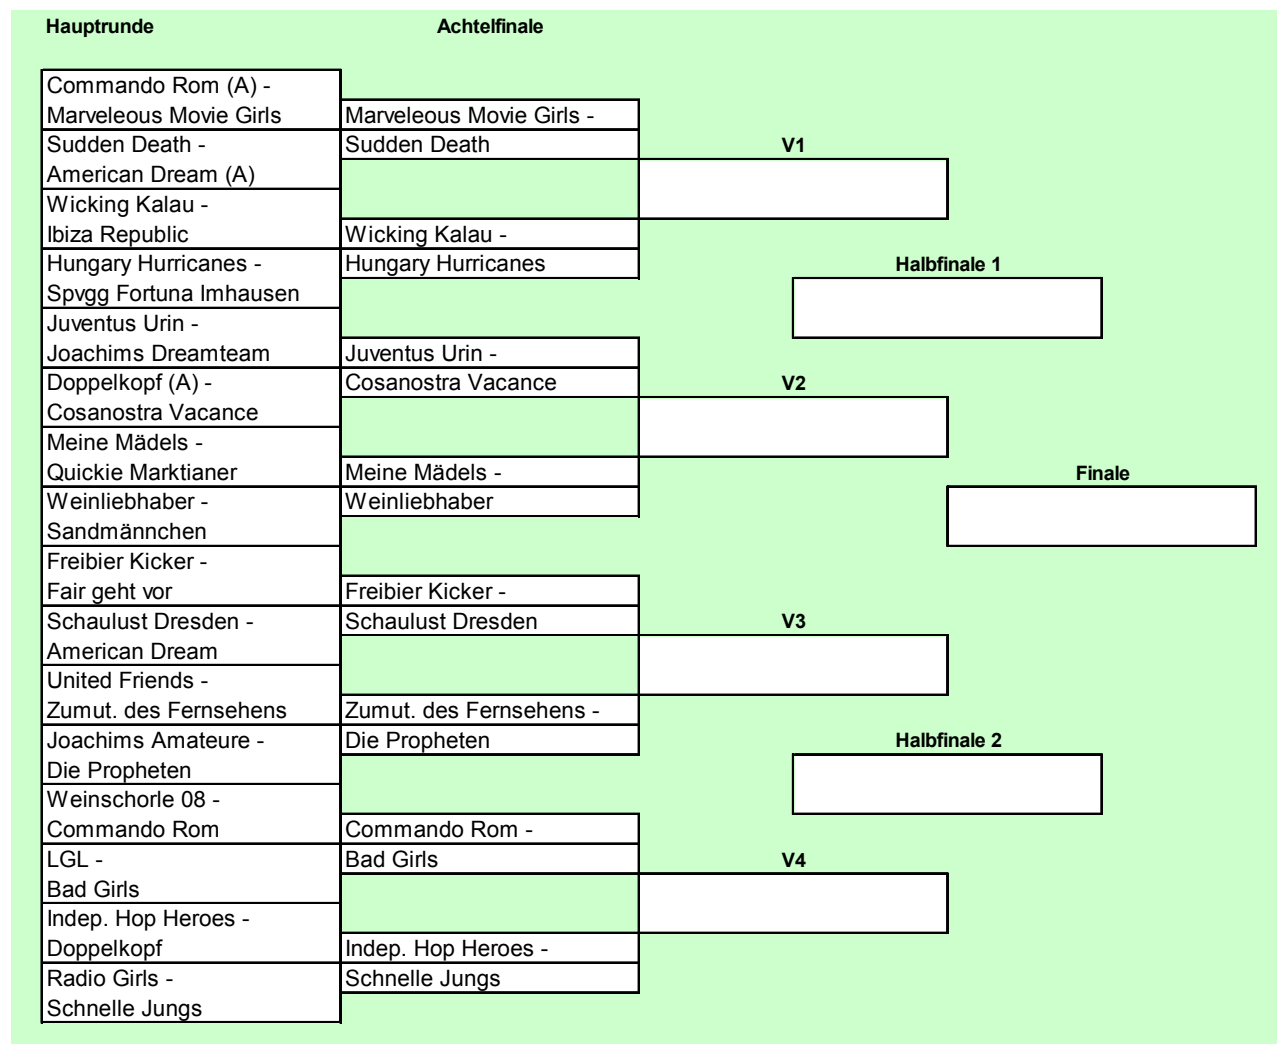 Hauptrunde
Achtelfinale
Commando Rom (A) -
Marveleous Movie Girls
Sudden Death -
American Dream (A)
Wicking Kalau -
Ibiza Republic
Hungary Hurricanes -
Spvgg Fortuna Imhausen
Juventus Urin -
Joachims Dreamteam
Doppelkopf (A) -
Cosanostra Vacance
Meine Mädels -
Quickie Marktianer
Weinliebhaber -
Sandmännchen
Freibier Kicker -
Fair geht vor
Schaulust Dresden -
American Dream
United Friends -
Zumut. des Fernsehens
Joachims Amateure -
Die Propheten
Weinschorle 08 -
Commando Rom
LGL -
Bad Girls
Indep. Hop Heroes -
Doppelkopf
Radio Girls -
Schnelle Jungs
Marveleous Movie Girls -
Sudden Death
Wicking Kalau -
Hungary Hurricanes
Juventus Urin -
Cosanostra Vacance
Meine Mädels -
Weinliebhaber
Freibier Kicker -
Schaulust Dresden
Zumut. des Fernsehens -
Die Propheten
Commando Rom -
Bad Girls
Indep. Hop Heroes -
Schnelle Jungs
V1
V2
V3
V4
Halbfinale 1
Halbfinale 2
Finale